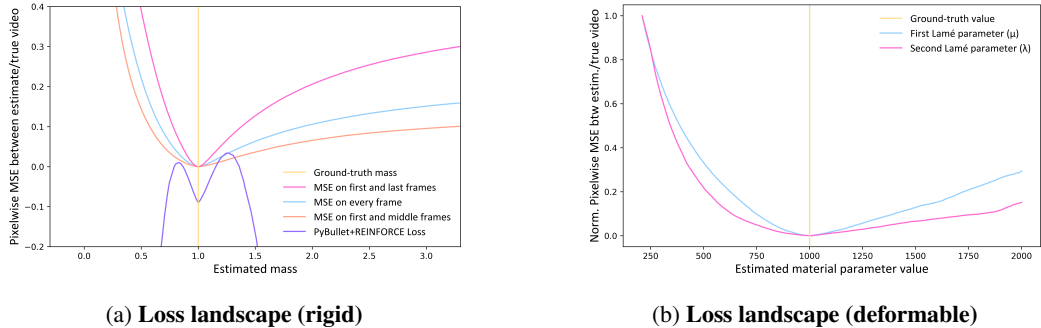 Pixelwise MSE between estimate/true video
0.4
0.3
0.2
0.1
0.0
−0.1
−0.2
Ground-truth mass
MSE on first and last frames
MSE on every frame
MSE on first and middle frames
PyBullet+REINFORCE Loss
0.0 0.5 1.0 1.5 2.0 2.5 3.0
Estimated mass
(a) Loss landscape (rigid)
Norm. Pixelwise MSE btw estim./true video
1.0
0.8
0.6
0.4
0.2
0.0
Ground-truth value
First Lamé parameter (μ)
Second Lamé parameter (λ)
250 500 750 1000 1250 1500 1750 2000
Estimated material parameter value
(b) Loss landscape (deformable)